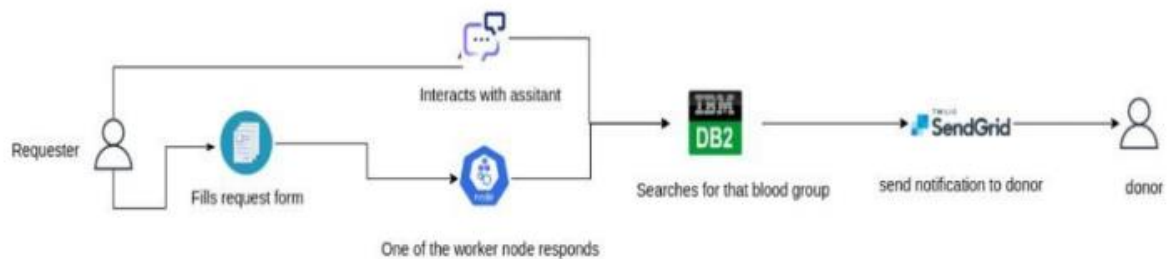 Interacts with assitant
Requester
Fills request form
One of the worker node responds
IBM
DB2
Searches for that blood group
TWILIO
SendGrid
send notification to donor
donor